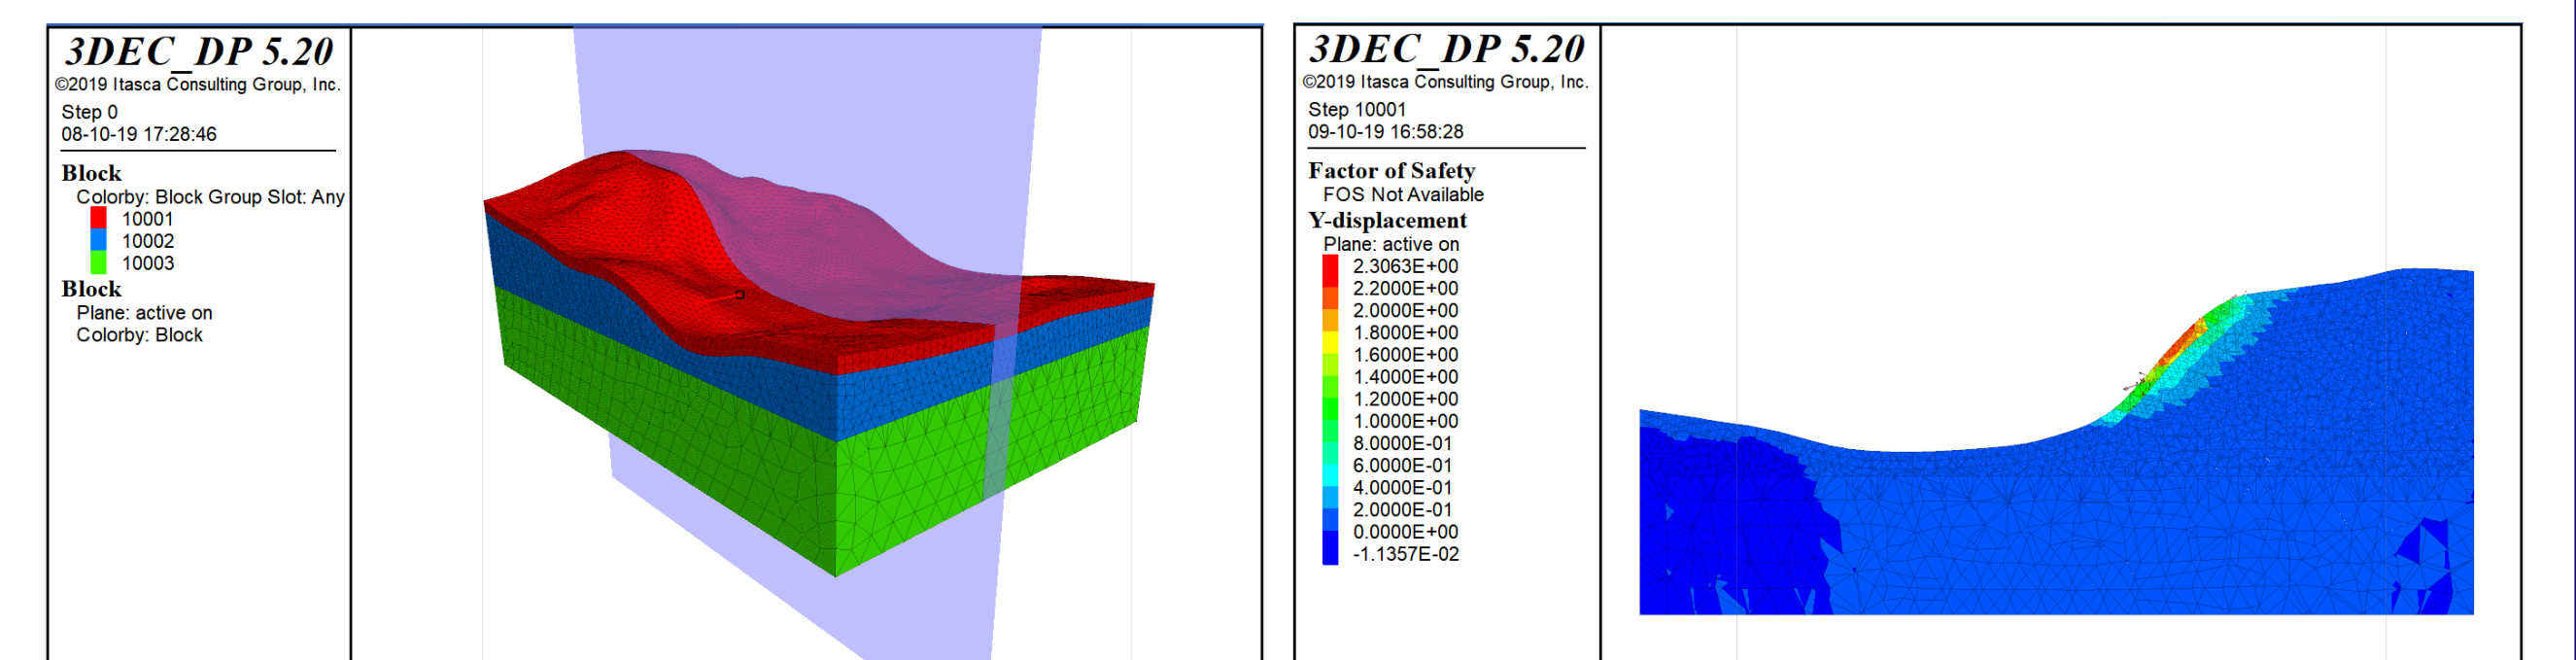 3DEC_DP 5.20
©2019 Itasca Consulting Group, Inc.
Step 0
08-10-19 17:28:46
Block
Colorby: Block Group Slot: Any
10001
10002
10003
Block
Plane: active on
Colorby: Block
3DEC_DP 5.20
©2019 Itasca Consulting Group, Inc.
Step 10001
09-10-19 16:58:28
Factor of Safety
FOS Not Available
Y-displacement
Plane: active on
2.3063E+00
2.2000E+00
2.0000E+00
1.8000E+00
1.6000E+00
1.4000E+00
1.2000E+00
1.0000E+00
8.0000E-01
6.0000E-01
4.0000E-01
2.0000E-01
0.0000E+00
-1.1357E-02